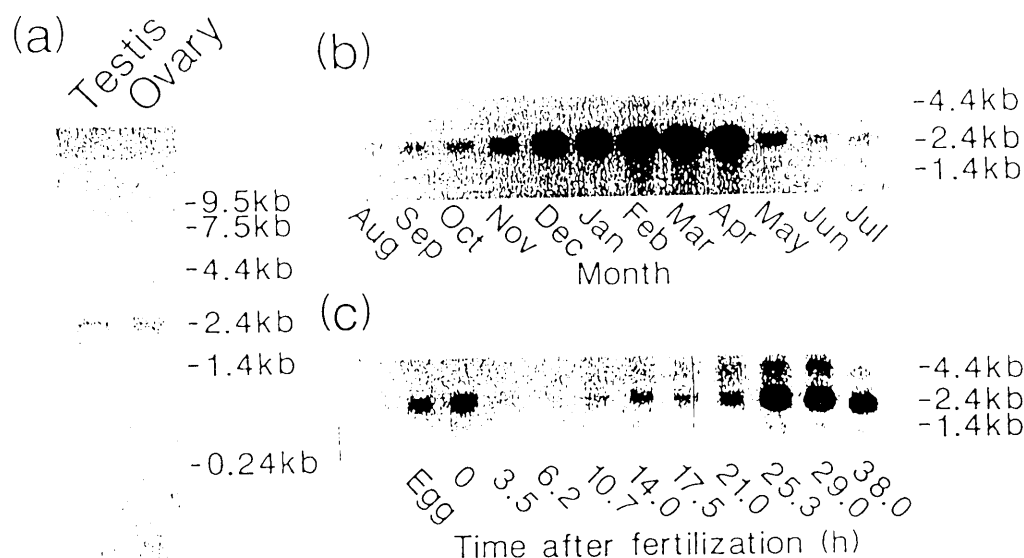 (a)
Testis
Ovary
-9.5kb
-7.5kb
-4.4kb
-2.4kb
-1.4kb
-0.24kb
(b)
-4.4kb
-2.4kb
-1.4kb
Aug Sep Oct Nov Dec Jan Feb Mar Apr May Jun Jul
Month
(c)
-4.4kb
-2.4kb
-1.4kb
Egg 0 3.5 6.2 10.7 14.0 17.5 21.0 25.3 29.0 38.0
Time after fertilization (h)